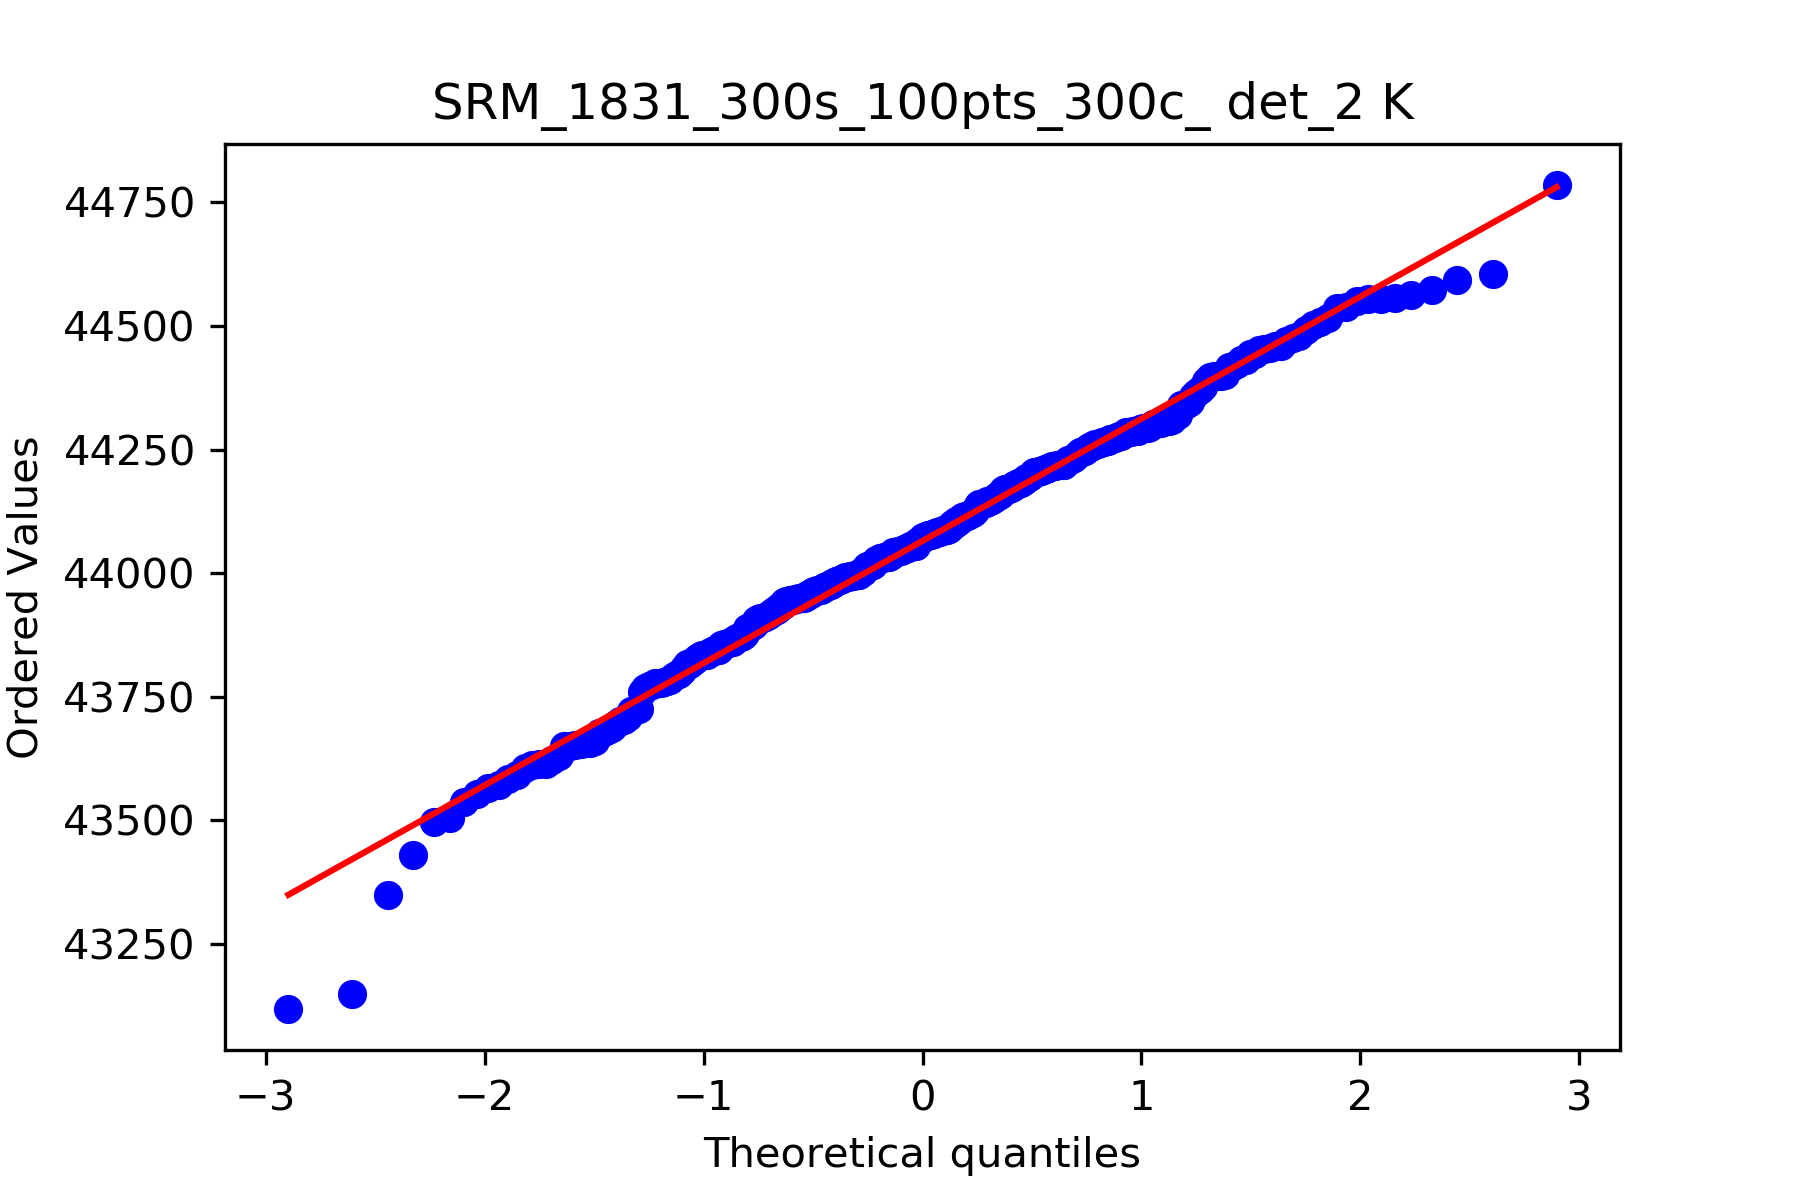 SRM_1831_300s_100pts_300c_ det_2 K
44750
44500
44250
44000
43750
43500
43250
Ordered Values
−3 −2 −1 0 1 2 3
Theoretical quantiles